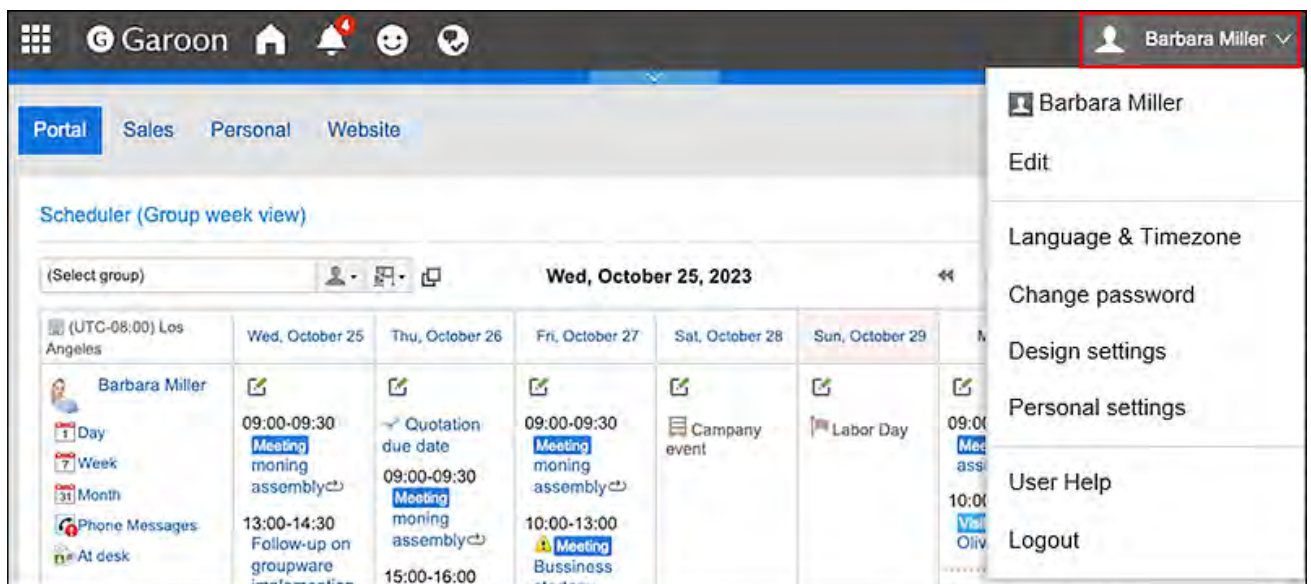 Garoon 4 Barbara Miller
Portal Sales Personal Website
Barbara Miller
Edit
Language & Timezone
Change password
Design settings
Personal settings
User Help
Logout
Scheduler (Group week view)
(Select group) Wed, October 25, 2023
(UTC-08:00) Los
Angeles
Wed, October 25 Thu, October 26 Fri, October 27 Sat, October 28 Sun, October 29
Barbara Miller
1 Day
7 Week
31 Month
Phone Messages
At desk
09:00-09:30
Meeting
moning
assembly
13:00-14:30
Follow-up on
groupware
Quotation
due date
09:00-09:30
Meeting
moning
assembly
15:00-16:00
09:00-09:30
Meeting
moning
assembly
10:00-13:00
Meeting
Bussiness
Campany
event
Labor Day